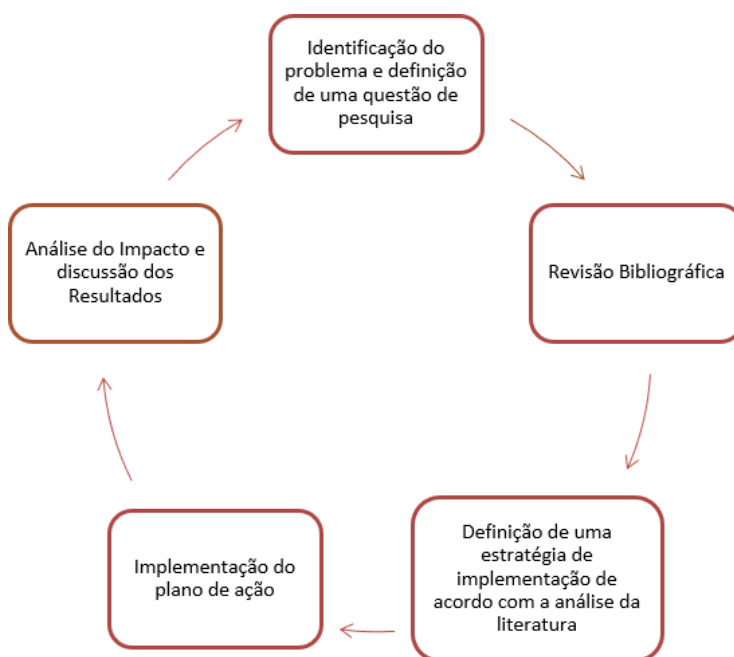 Identificação do
problema e definição
de uma questão de
pesquisa
Revisão Bibliográfica
Definição de uma
estratégia de
implementação de
acordo com a análise da
literatura
Implementação do
plano de ação
Análise do Impacto e
discussão dos
Resultados